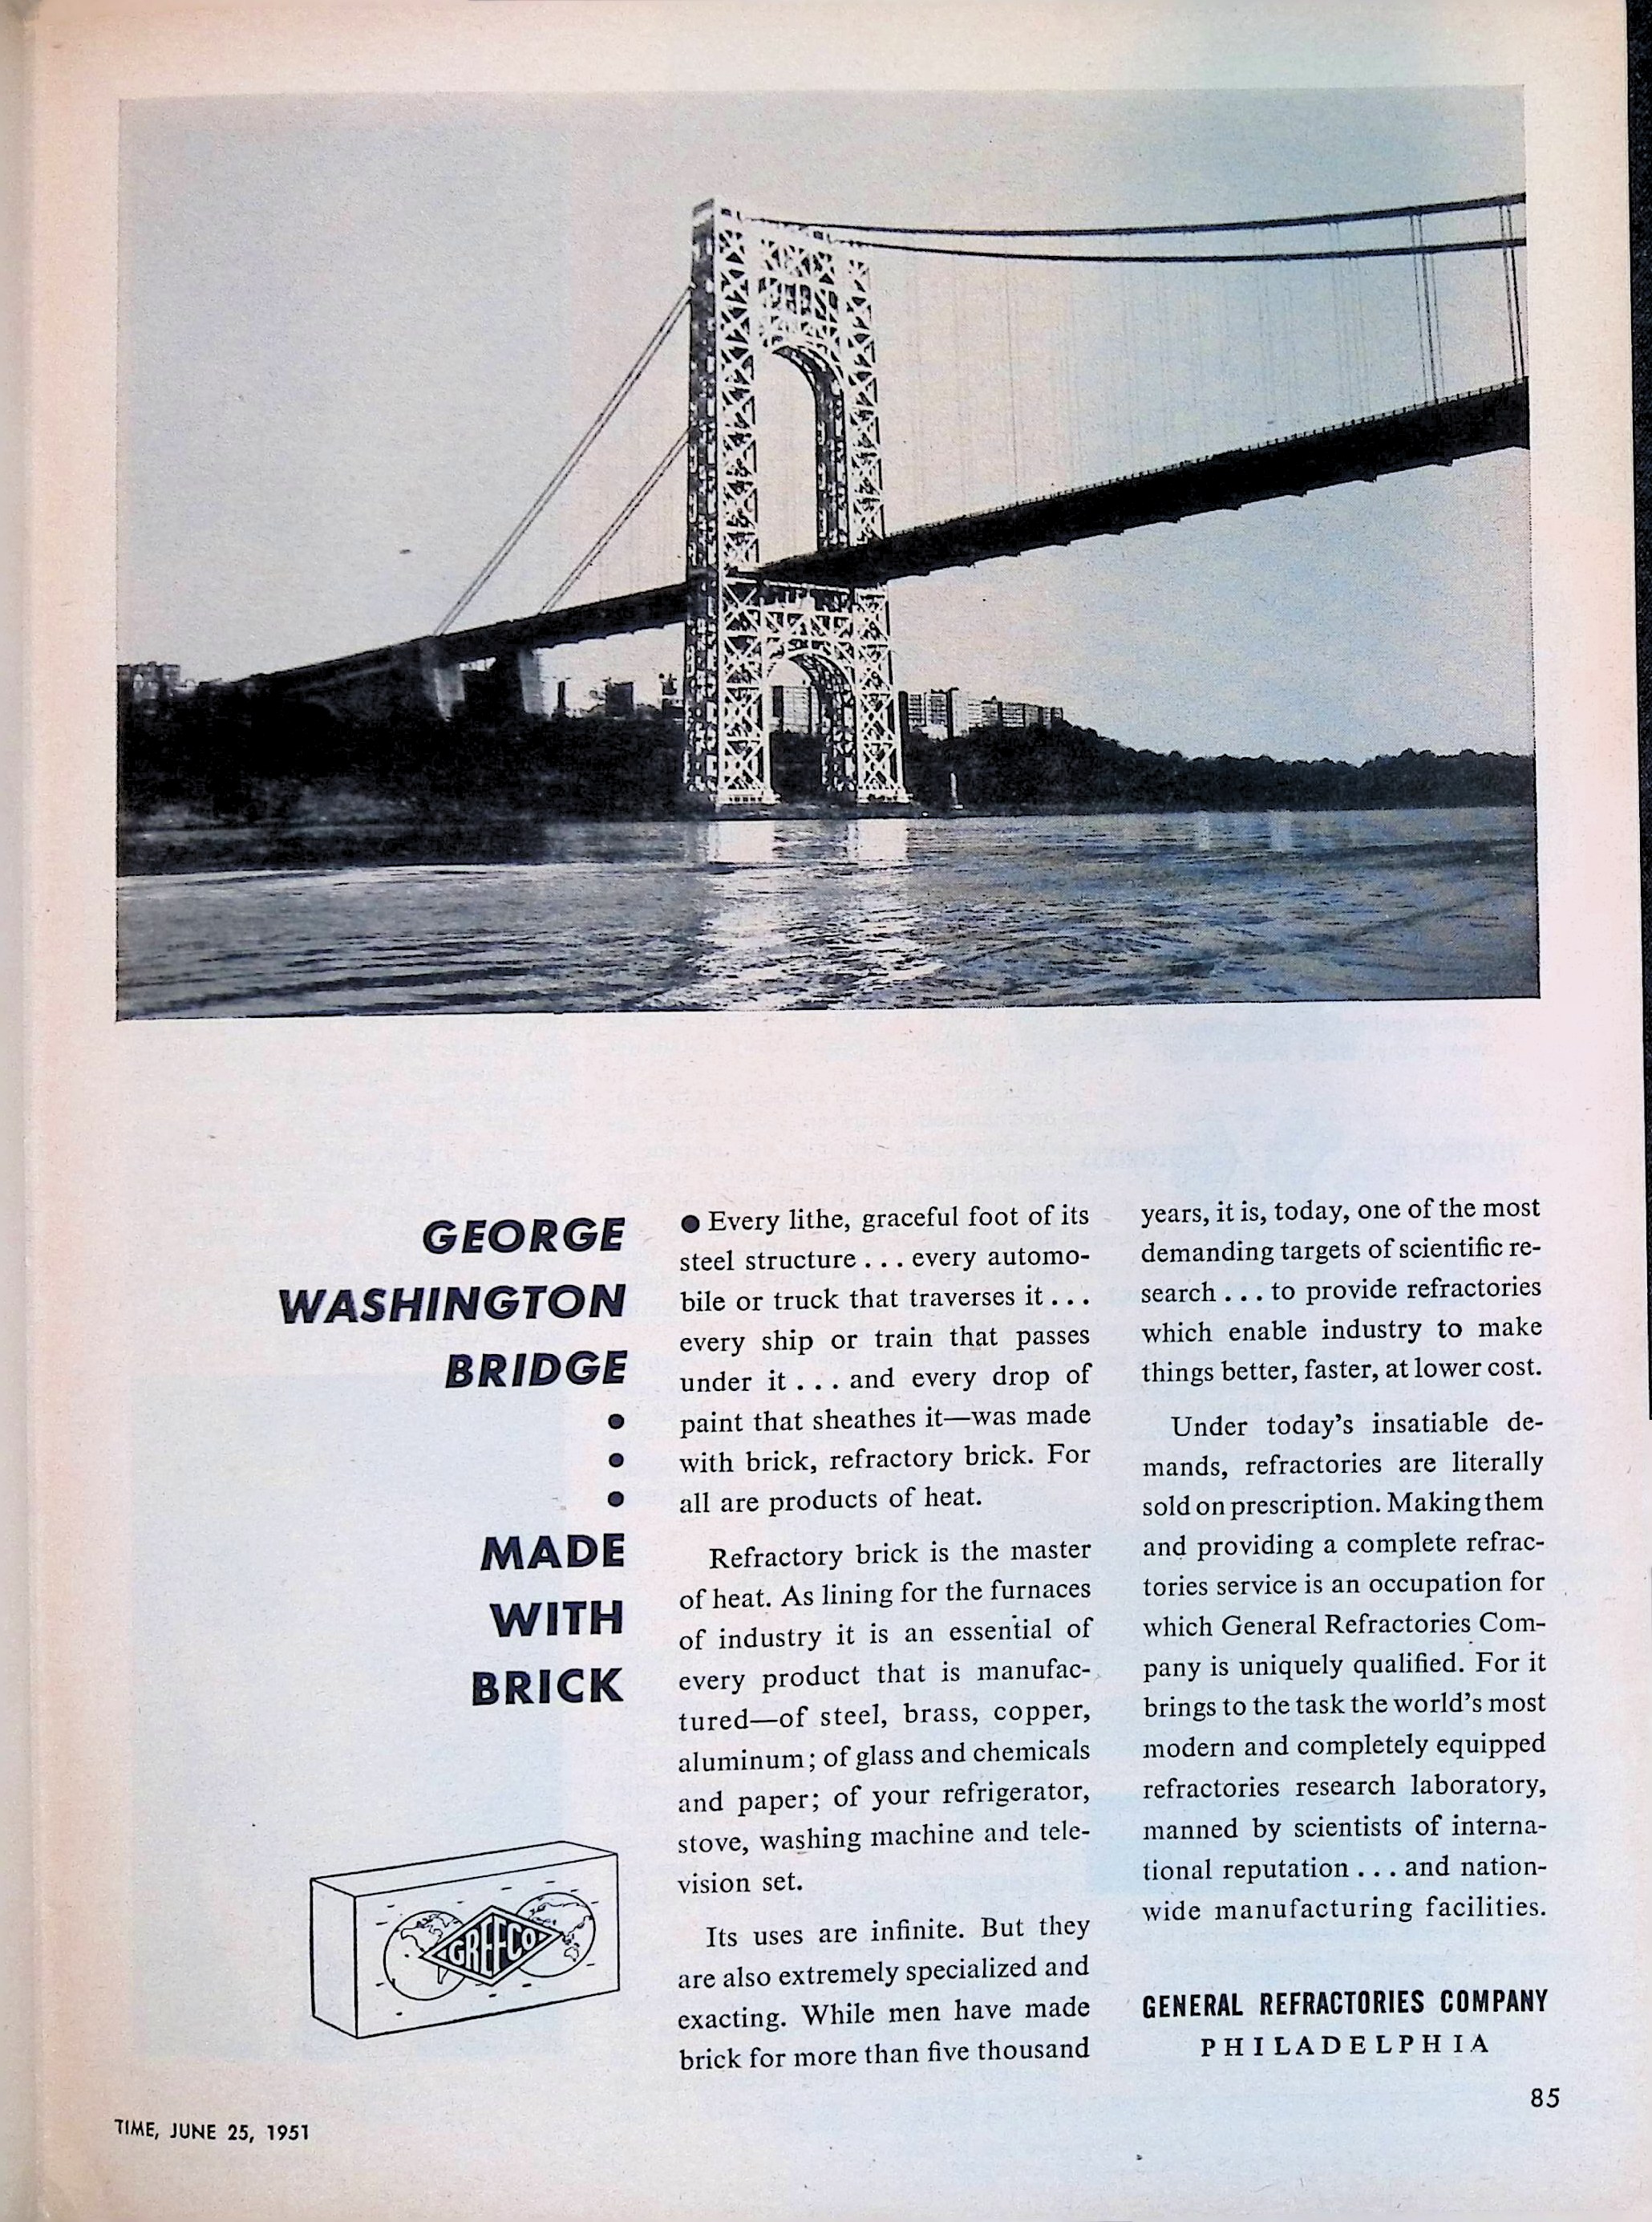 GEORGE
WASHINGTON
BRIDGE
•
•
•
MADE
WITH
BRICK
GREFCO
● Every lithe, graceful foot of its
steel structure . . . every automo-
bile or truck that traverses it . . .
every ship or train that passes
under it . . . and every drop of
paint that sheathes it—was made
with brick, refractory brick. For
all are products of heat.
Refractory brick is the master
of heat. As lining for the furnaces
of industry it is an essential of
every product that is manufac-
tured—of steel, brass, copper,
aluminum; of glass and chemicals
and paper; of your refrigerator,
stove, washing machine and tele-
vision set.
Its uses are infinite. But they
are also extremely specialized and
exacting. While men have made
brick for more than five thousand
years, it is, today, one of the most
demanding targets of scientific re-
search . . . to provide refractories
which enable industry to make
things better, faster, at lower cost.
Under today's insatiable de-
mands, refractories are literally
sold on prescription. Making them
and providing a complete refrac-
tories service is an occupation for
which General Refractories Com-
pany is uniquely qualified. For it
brings to the task the world's most
modern and completely equipped
refractories research laboratory,
manned by scientists of interna-
tional reputation . . . and nation-
wide manufacturing facilities.
GENERAL REFRACTORIES COMPANY
PHILADELPHIA
TIME, JUNE 25, 1951
85